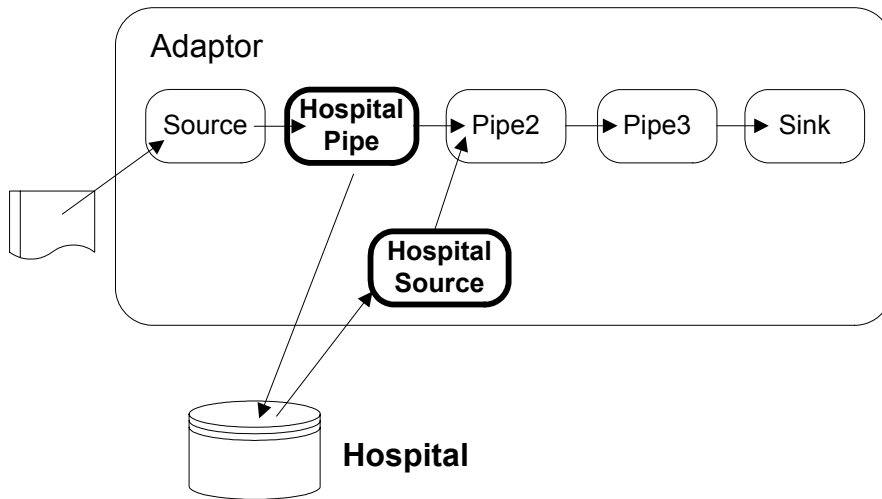 Adaptor
Source
Hospital
Pipe
Pipe2
Pipe3
Sink
Hospital
Source
Hospital